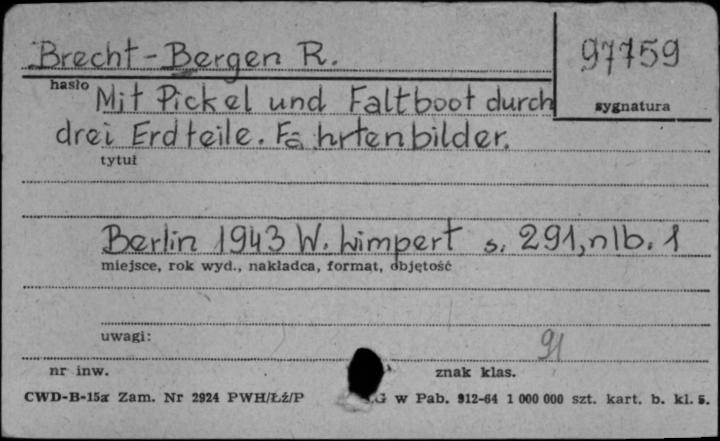 Brecht-Bergen R.
97759
hasło
sygnatura
Mit Pickel und Faltboot durch
drei Erdteile. Fahrtenbilder.
tytuł
Berlin 1943 W. Limpert s. 291, nlb. 1
miejsce, rok wyd., nakładca, format, objętość
uwagi:
91
nr inw.
znak klas.
CWD-B-15a Zam. Nr 2924 PWH/Łź/P
G w Pab. 912-64 1 000 000 szt. kart. b. kl. 5.